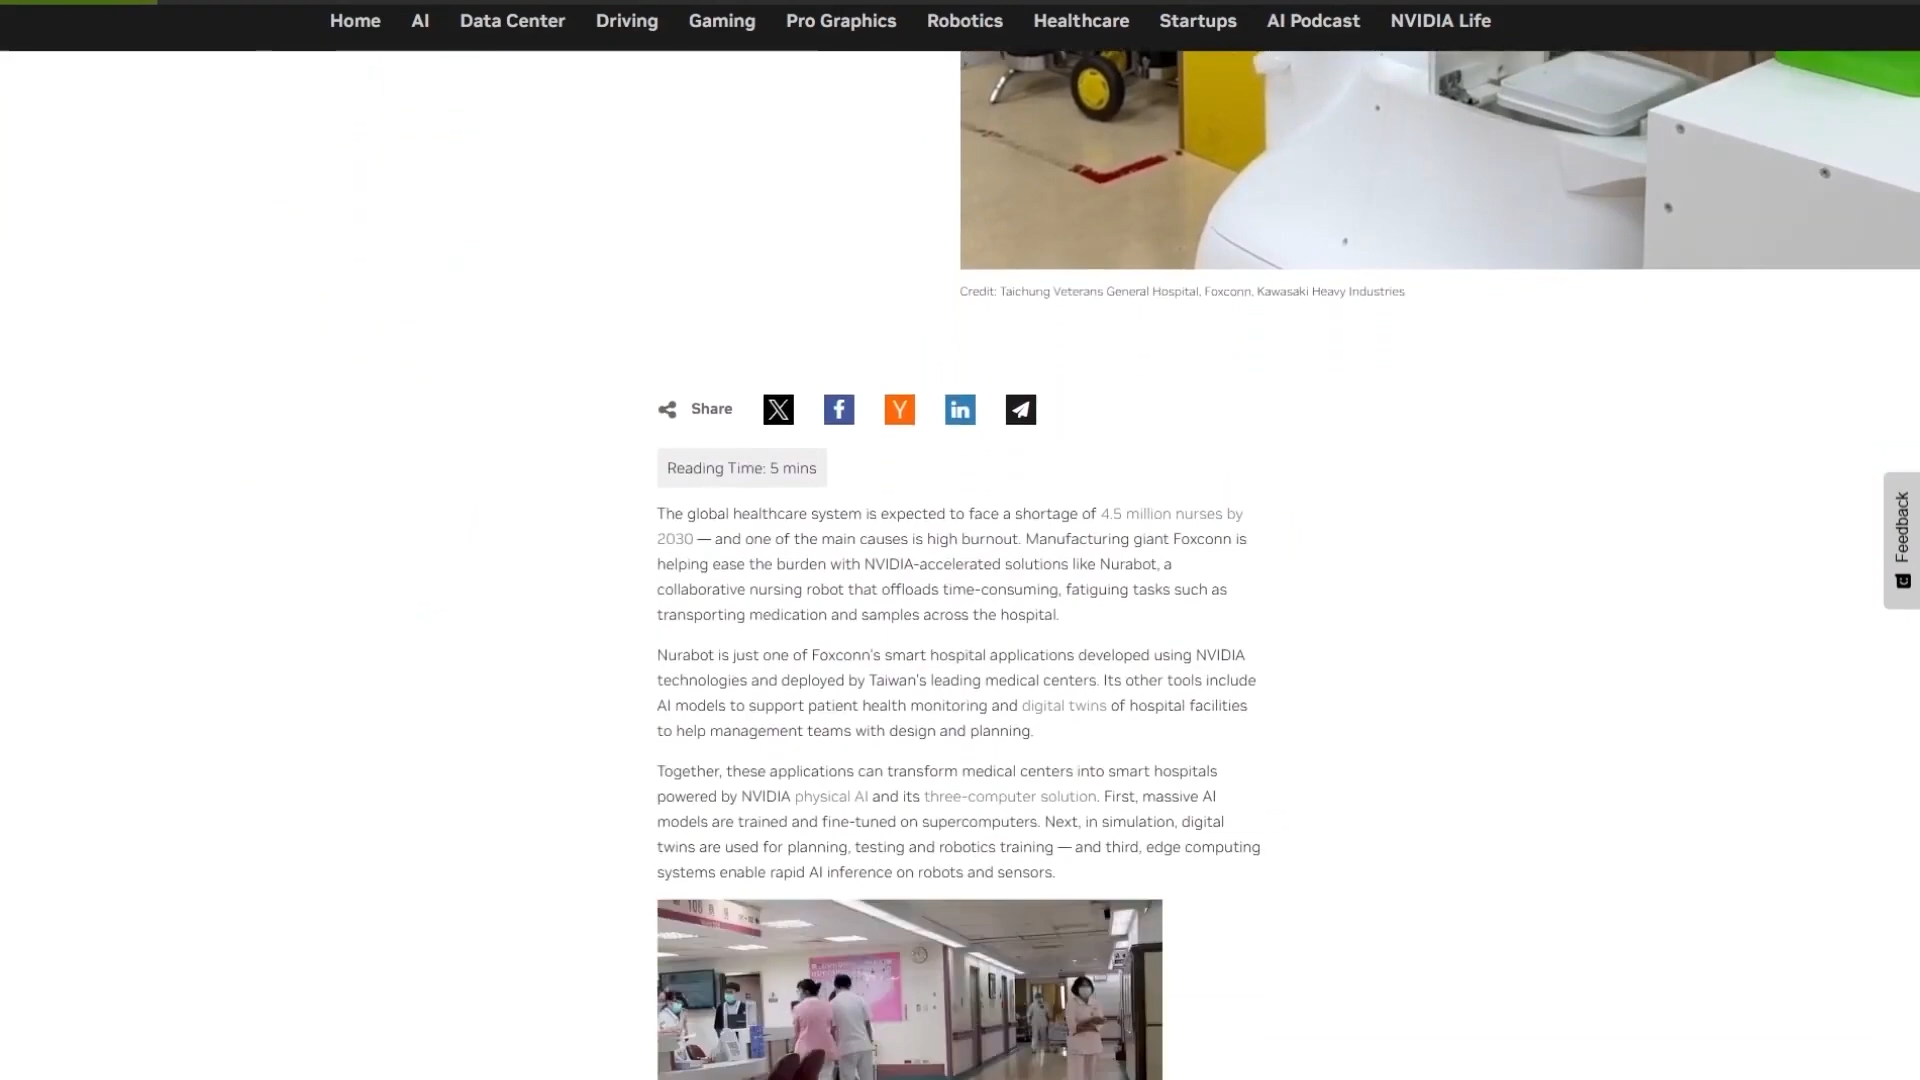 Home AI Data Center Driving Gaming Pro Graphics Robotics Healthcare Startups AI Podcast NVIDIA Life
Credit: Taichung Veterans General Hospital, Foxconn, Kawasaki Heavy Industries
Share
Reading Time: 5 mins
The global healthcare system is expected to face a shortage of 4.5 million nurses by
2030 — and one of the main causes is high burnout. Manufacturing giant Foxconn is
helping ease the burden with NVIDIA-accelerated solutions like Nurabot, a
collaborative nursing robot that offloads time-consuming, fatiguing tasks such as
transporting medication and samples across the hospital.
Nurabot is just one of Foxconn's smart hospital applications developed using NVIDIA
technologies and deployed by Taiwan's leading medical centers. Its other tools include
AI models to support patient health monitoring and digital twins of hospital facilities
to help management teams with design and planning.
Together, these applications can transform medical centers into smart hospitals
powered by NVIDIA physical AI and its three-computer solution. First, massive AI
models are trained and fine-tuned on supercomputers. Next, in simulation, digital
twins are used for planning, testing and robotics training — and third, edge computing
systems enable rapid AI inference on robots and sensors.
Feedback